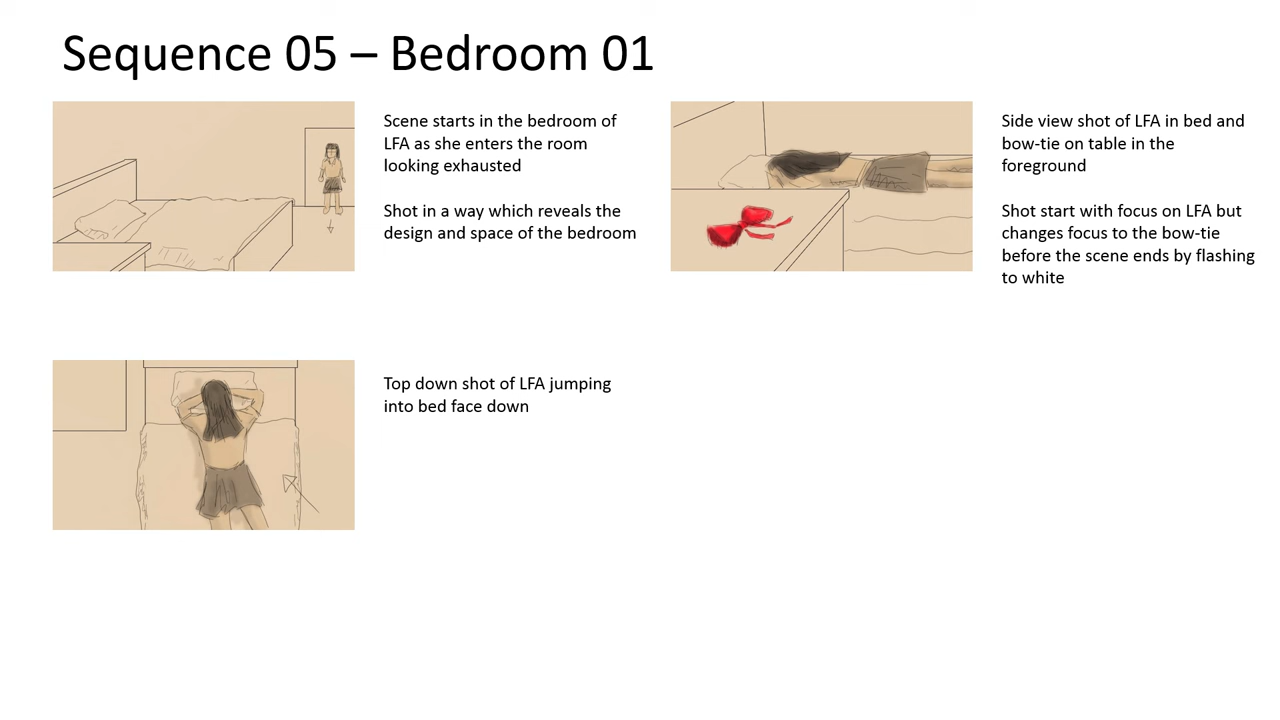 Sequence 05 – Bedroom 01
Scene starts in the bedroom of
LFA as she enters the room
looking exhausted
Shot in a way which reveals the
design and space of the bedroom
Top down shot of LFA jumping
into bed face down
Side view shot of LFA in bed and
bow-tie on table in the
foreground
Shot start with focus on LFA but
changes focus to the bow-tie
before the scene ends by flashing
to white